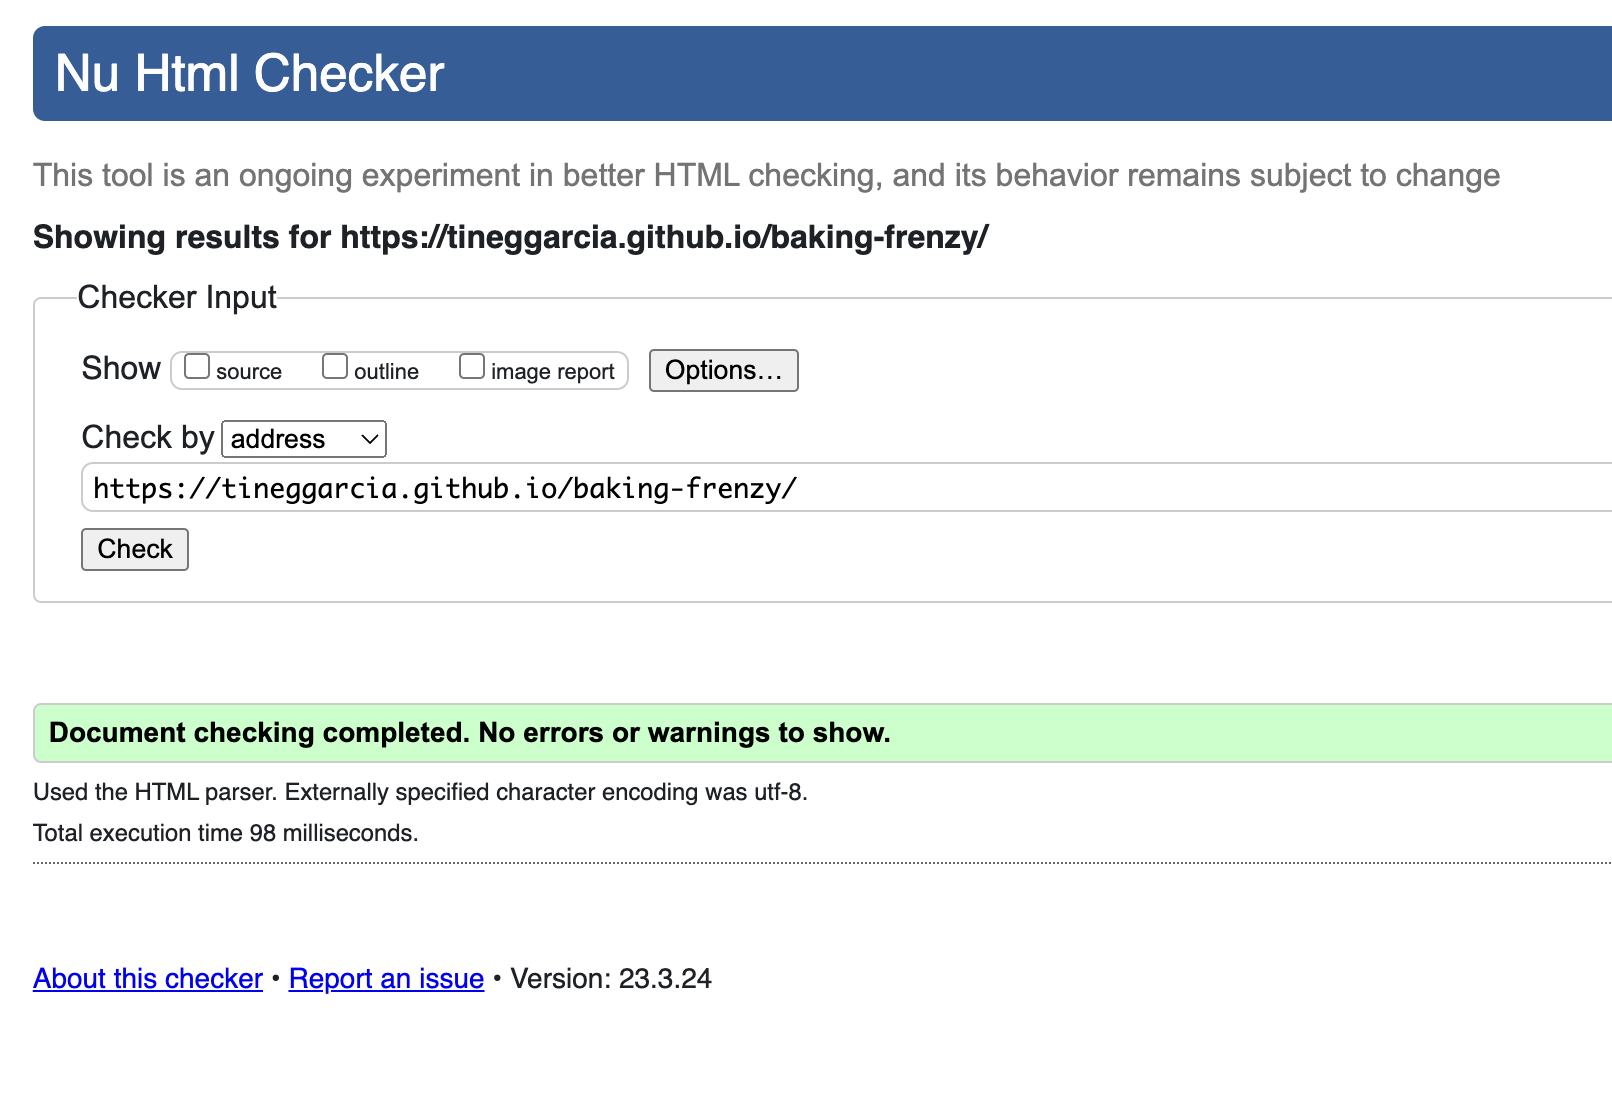 Nu Html Checker
This tool is an ongoing experiment in better HTML checking, and its behavior remains subject to change
Showing results for https://tineggarcia.github.io/baking-frenzy/
Checker Input
Show source outline image report Options...
Check by address
https://tineggarcia.github.io/baking-frenzy/
Check
Document checking completed. No errors or warnings to show.
Used the HTML parser. Externally specified character encoding was utf-8.
Total execution time 98 milliseconds.
About this checker • Report an issue • Version: 23.3.24